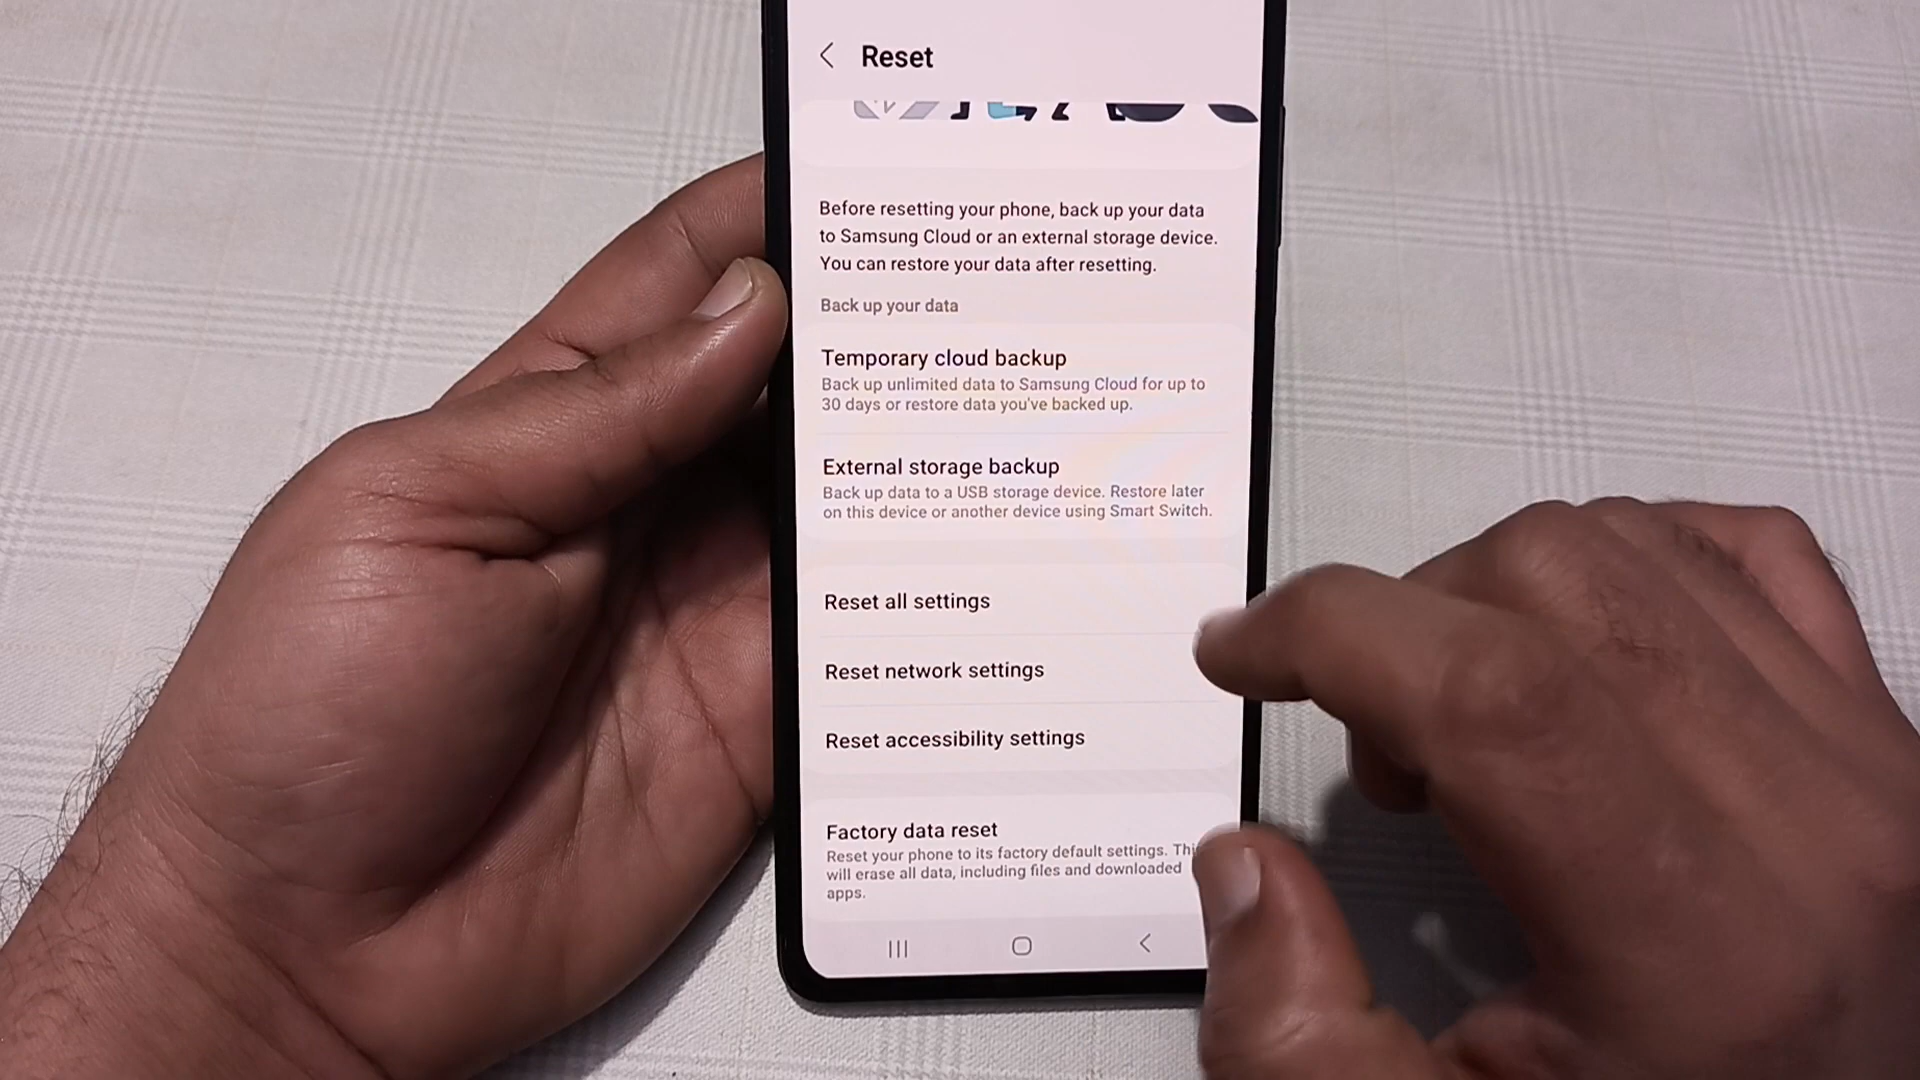 Reset
Before resetting your phone, back up your data
to Samsung Cloud or an external storage device.
You can restore your data after resetting.
Back up your data
Temporary cloud backup
Back up unlimited data to Samsung Cloud for up to
30 days or restore data you've backed up.
External storage backup
Back up data to a USB storage device. Restore later
on this device or another device using Smart Switch.
Reset all settings
Reset network settings
Reset accessibility settings
Factory data reset
Reset your phone to its factory default settings. Thi
will erase all data, including files and downloaded
apps.